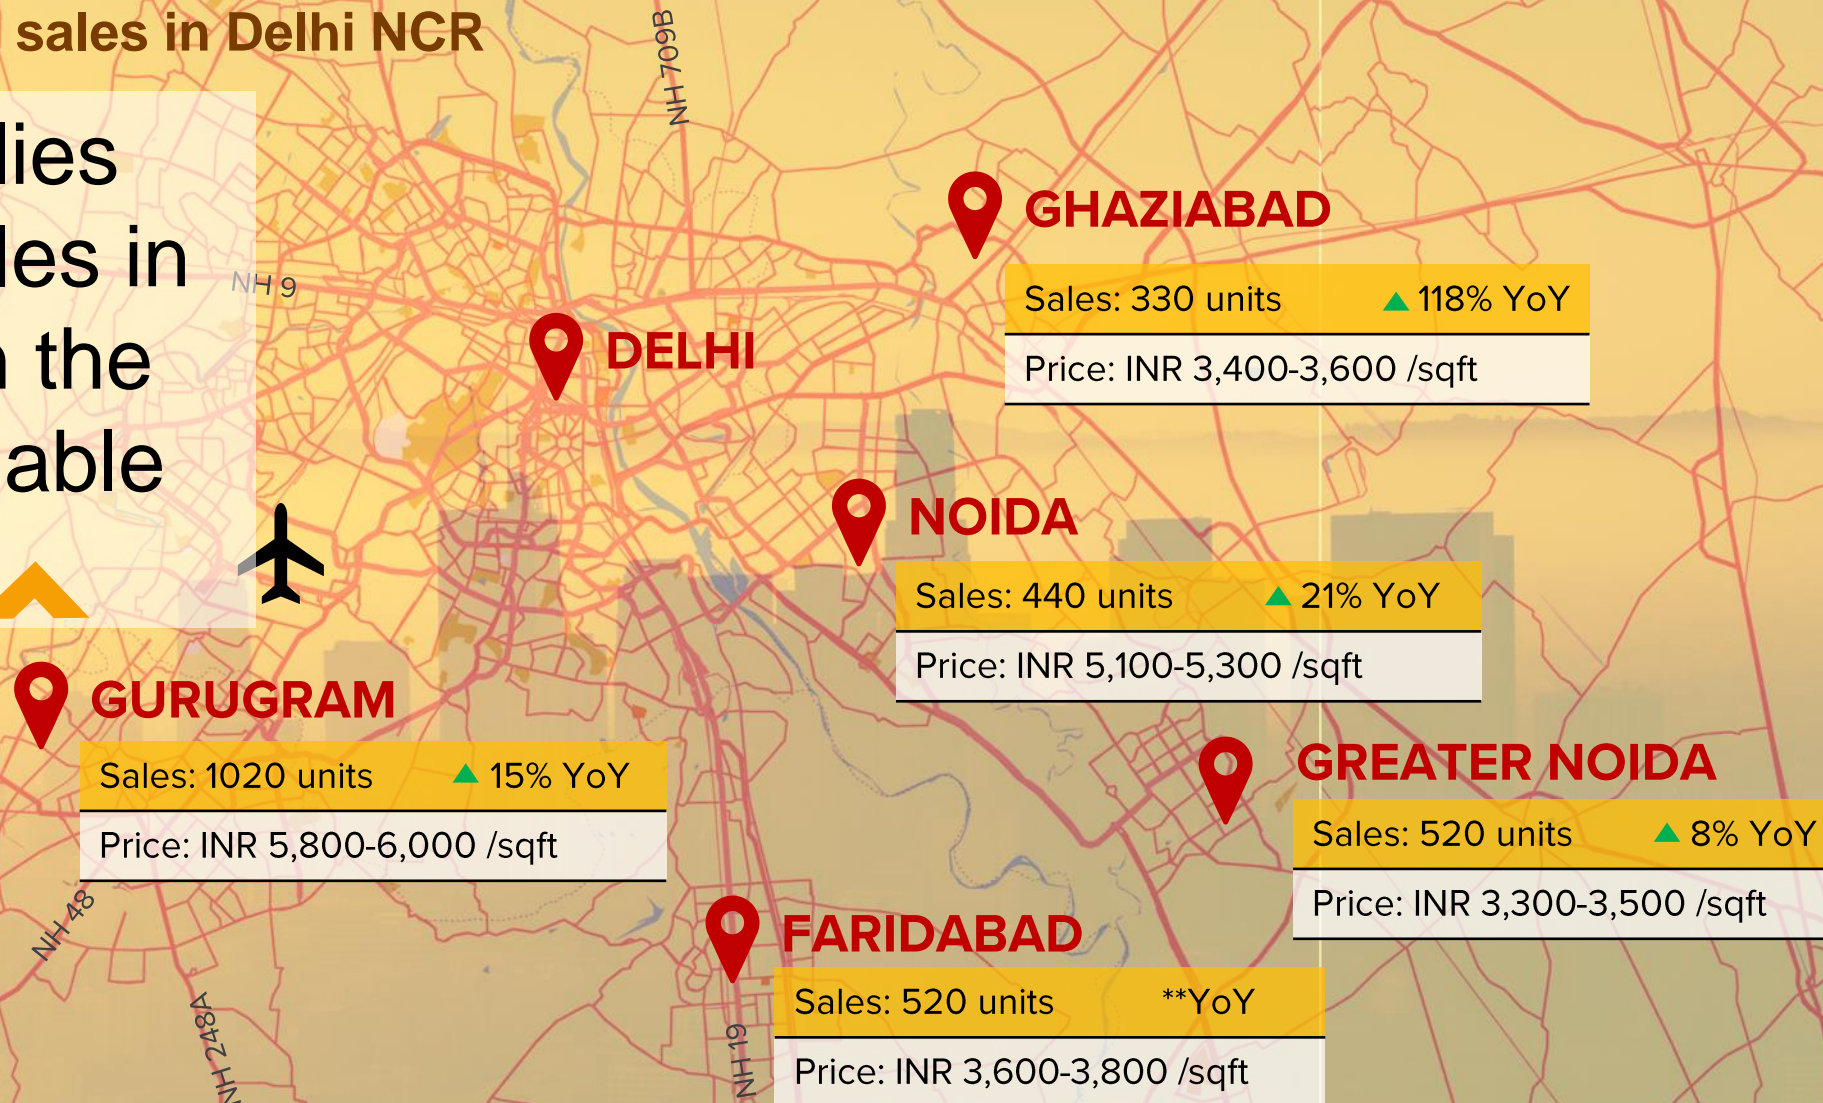 sales in Delhi NCR
lies
les in
n the
able
NH 709B
NH 9
GHAZIABAD
Sales: 330 units ▲ 118% YoY
Price: INR 3,400-3,600 /sqft
DELHI
NOIDA
Sales: 440 units ▲ 21% YoY
Price: INR 5,100-5,300 /sqft
GURUGRAM
Sales: 1020 units ▲ 15% YoY
Price: INR 5,800-6,000 /sqft
GREATER NOIDA
Sales: 520 units ▲ 8% YoY
Price: INR 3,300-3,500 /sqft
NH 48
FARIDABAD
Sales: 520 units **YoY
Price: INR 3,600-3,800 /sqft
NH 248A
NH 19